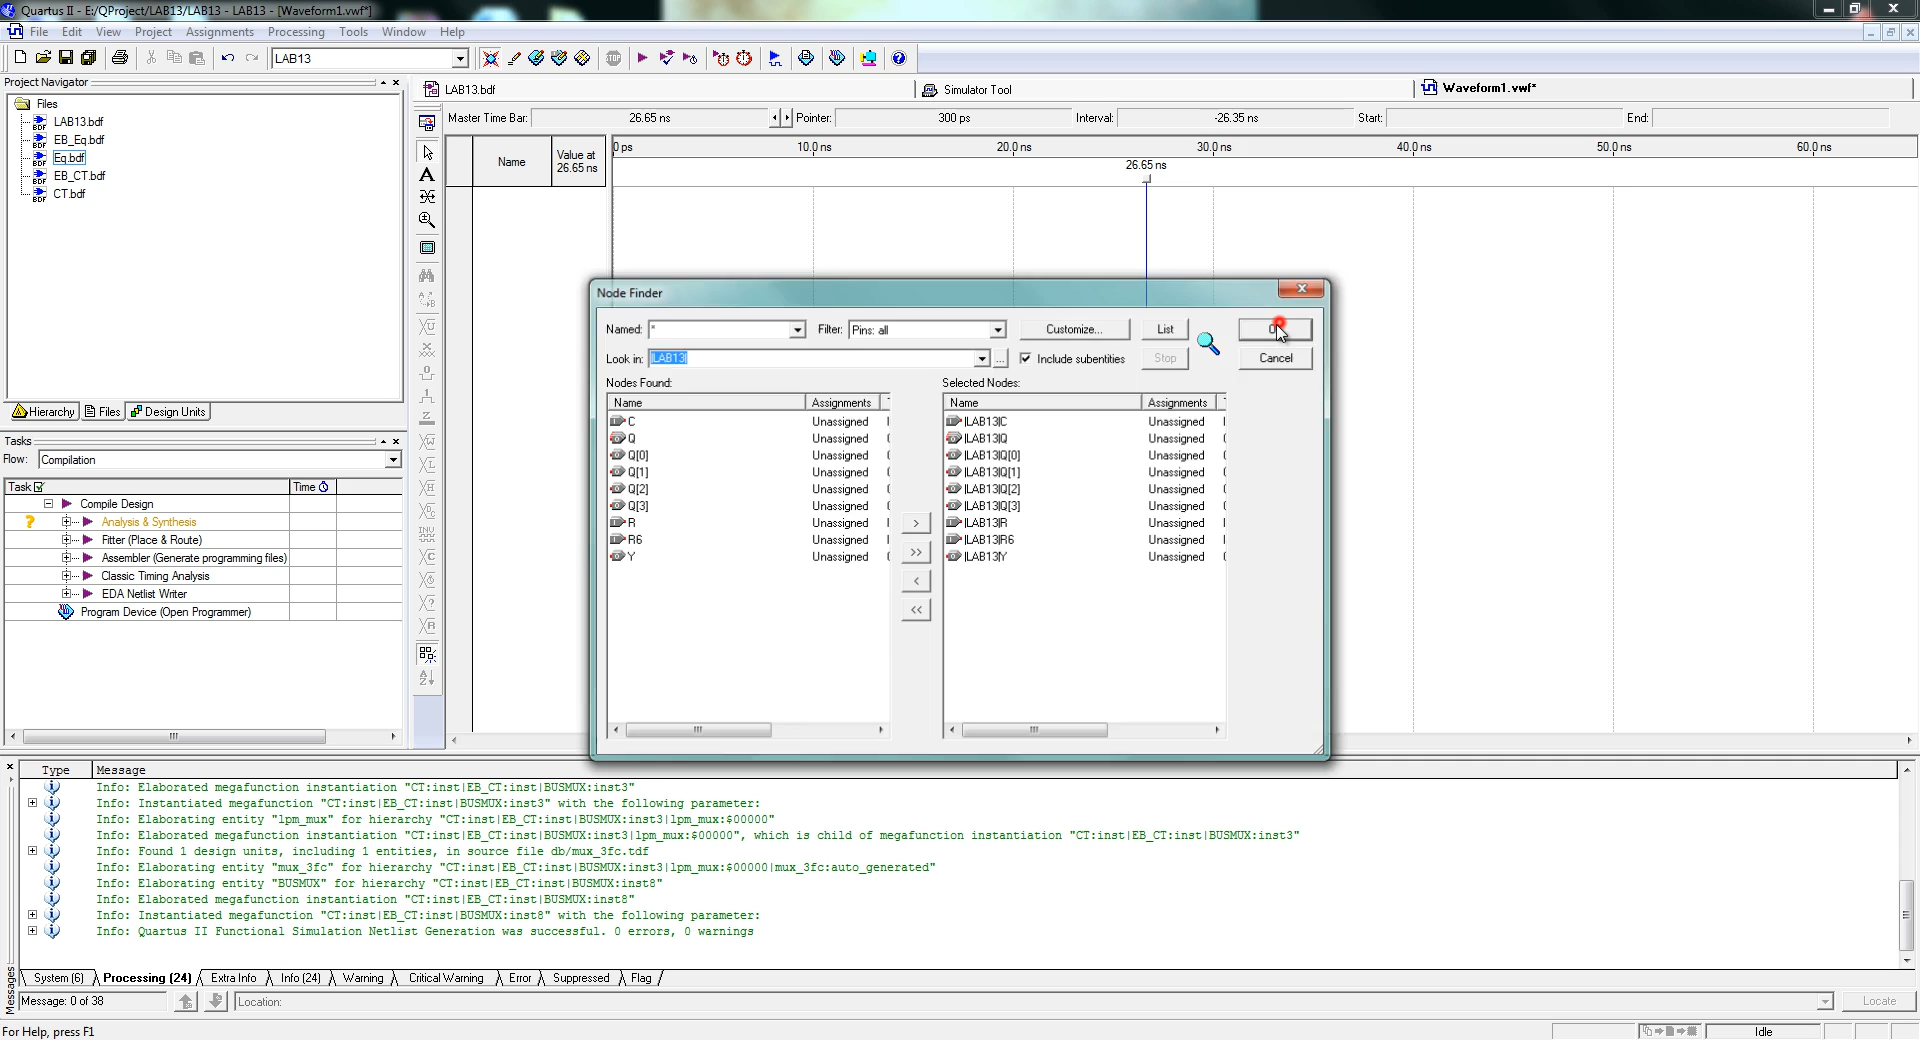 Quartus II - E:/QProject/LAB13/LAB13 - LAB13 - [Waveform1.vwf*]
File Edit View Project Assignments Processing Tools Window Help
LAB13
Project Navigator
Files
LAB13.bdf
EB_Eq.bdf
Eq.bdf
EB_CT.bdf
CT.bdf
Hierarchy Files Design Units
Tasks
Flow: Compilation
Task Time
Compile Design
Analysis & Synthesis
Fitter (Place & Route)
Assembler (Generate programming files)
Classic Timing Analysis
EDA Netlist Writer
Program Device (Open Programmer)
LAB13.bdf Simulator Tool Waveform1.vwf*
Master Time Bar: 26.65 ns Pointer: 300 ps Interval: -26.35 ns Start: End:
Name Value at 26.65 ns
0 ps 10.0 ns 20.0 ns 30.0 ns 40.0 ns 50.0 ns 60.0 ns
26.65 ns
Node Finder
Named: * Filter: Pins: all Customize... List
Look in: |LAB13| ... Include subentities Stop Cancel
Nodes Found: Selected Nodes:
Name Assignments Name Assignments
C Unassigned |LAB13|C Unassigned
Q Unassigned |LAB13|Q Unassigned
Q[0] Unassigned |LAB13|Q[0] Unassigned
Q[1] Unassigned |LAB13|Q[1] Unassigned
Q[2] Unassigned |LAB13|Q[2] Unassigned
Q[3] Unassigned |LAB13|Q[3] Unassigned
R Unassigned |LAB13|R Unassigned
R6 Unassigned |LAB13|R6 Unassigned
Y Unassigned |LAB13|Y Unassigned
> 
>>
<
<<
Type Message
Info: Elaborated megafunction instantiation "CT:inst|EB_CT:inst|BUSMUX:inst3"
Info: Instantiated megafunction "CT:inst|EB_CT:inst|BUSMUX:inst3" with the following parameter:
Info: Elaborating entity "lpm_mux" for hierarchy "CT:inst|EB_CT:inst|BUSMUX:inst3|lpm_mux:$00000"
Info: Elaborated megafunction instantiation "CT:inst|EB_CT:inst|BUSMUX:inst3|lpm_mux:$00000", which is child of megafunction instantiation "CT:inst|EB_CT:inst|BUSMUX:inst3"
Info: Found 1 design units, including 1 entities, in source file db/mux_3fc.tdf
Info: Elaborating entity "mux_3fc" for hierarchy "CT:inst|EB_CT:inst|BUSMUX:inst3|lpm_mux:$00000|mux_3fc:auto_generated"
Info: Elaborating entity "BUSMUX" for hierarchy "CT:inst|EB_CT:inst|BUSMUX:inst8"
Info: Elaborated megafunction instantiation "CT:inst|EB_CT:inst|BUSMUX:inst8"
Info: Instantiated megafunction "CT:inst|EB_CT:inst|BUSMUX:inst8" with the following parameter:
Info: Quartus II Functional Simulation Netlist Generation was successful. 0 errors, 0 warnings
System (6) Processing (24) Extra Info Info (24) Warning Critical Warning Error Suppressed Flag
Messages
Message: 0 of 38 Location: Locate
For Help, press F1 Idle